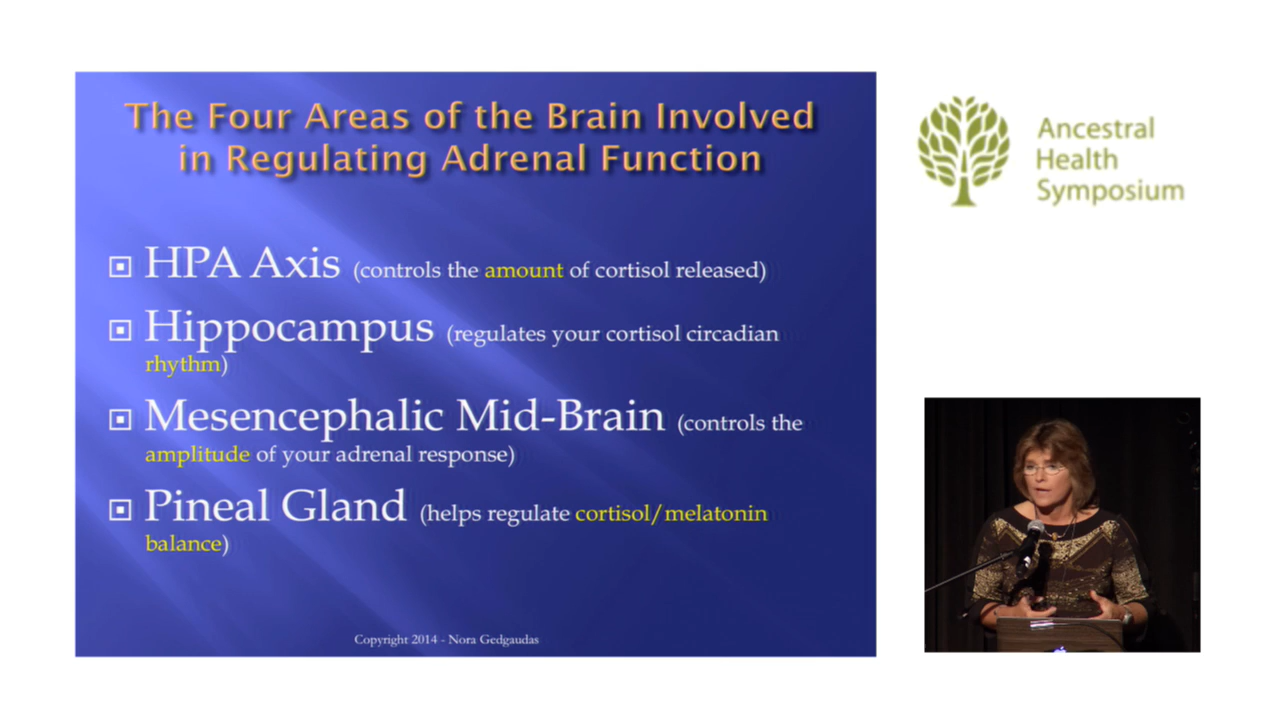 The Four Areas of the Brain Involved
in Regulating Adrenal Function
HPA Axis (controls the amount of cortisol released)
Hippocampus (regulates your cortisol circadian
rhythm)
Mesencephalic Mid-Brain (controls the
amplitude of your adrenal response)
Pineal Gland (helps regulate cortisol/melatonin
balance)
Copyright 2014 - Nora Gedgaudas
Ancestral
Health
Symposium